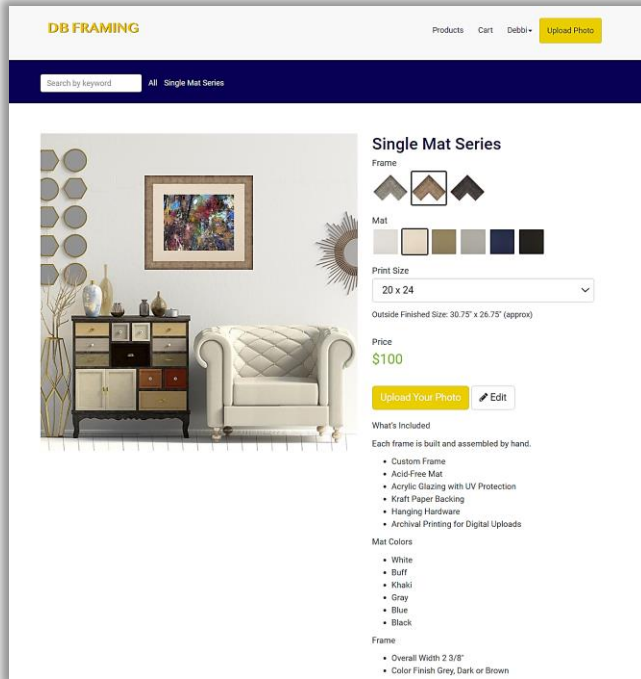 DB FRAMING
Products Cart Debbi Upload Photo
Search by keyword All Single Mat Series
Single Mat Series
Frame
Mat
Print Size
20 x 24
Outside Finished Size: 30.75" x 26.75" (approx)
Price
$100
Upload Your Photo Edit
What's Included
Each frame is built and assembled by hand.
• Custom Frame
• Acid-Free Mat
• Acrylic Glazing with UV Protection
• Kraft Paper Backing
• Hanging Hardware
• Archival Printing for Digital Uploads
Mat Colors
• White
• Buff
• Khaki
• Gray
• Blue
• Black
Frame
• Overall Width 2 3/8"
• Color Finish Grey, Dark or Brown